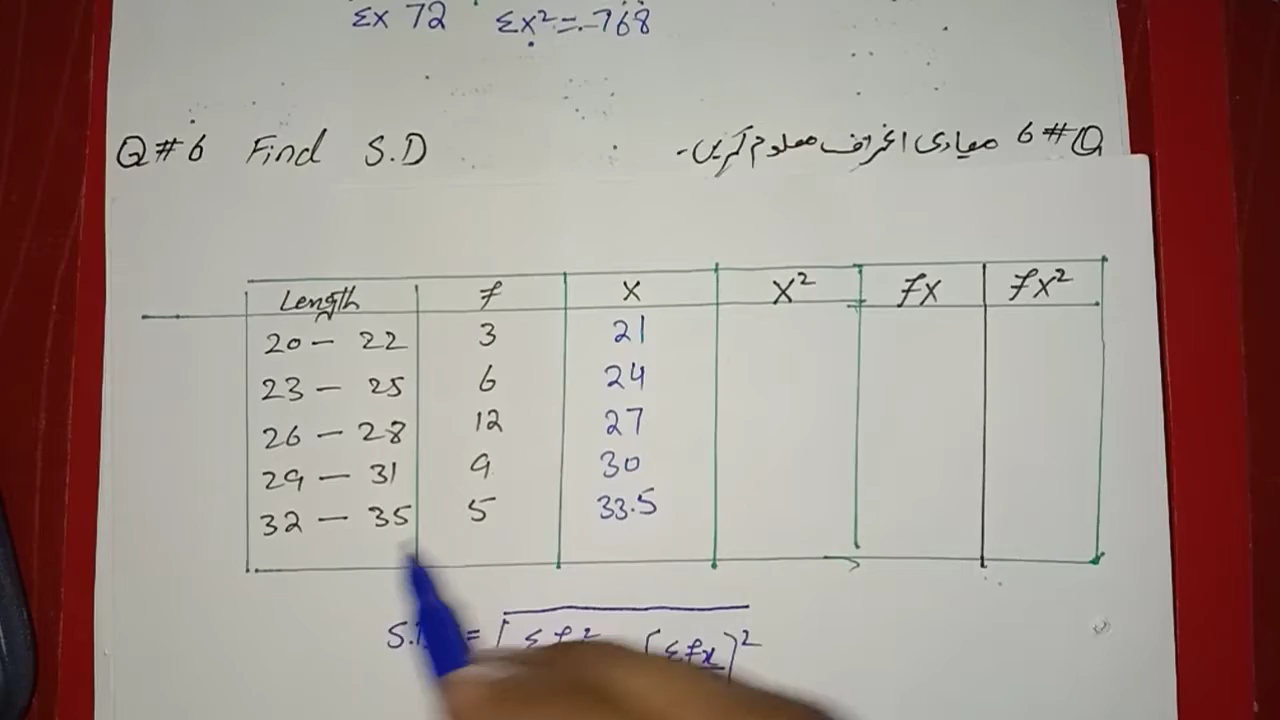 Σx 72 Σx²=-768
Q#6 Find S.D
Q#6 معیاری انحراف معلوم کریں۔
Length f X X² fX fX²
20 - 22 3 21
23 - 25 6 24
26 - 28 12 27
29 - 31 9 30
32 - 35 5 33.5
= (Σfx)²